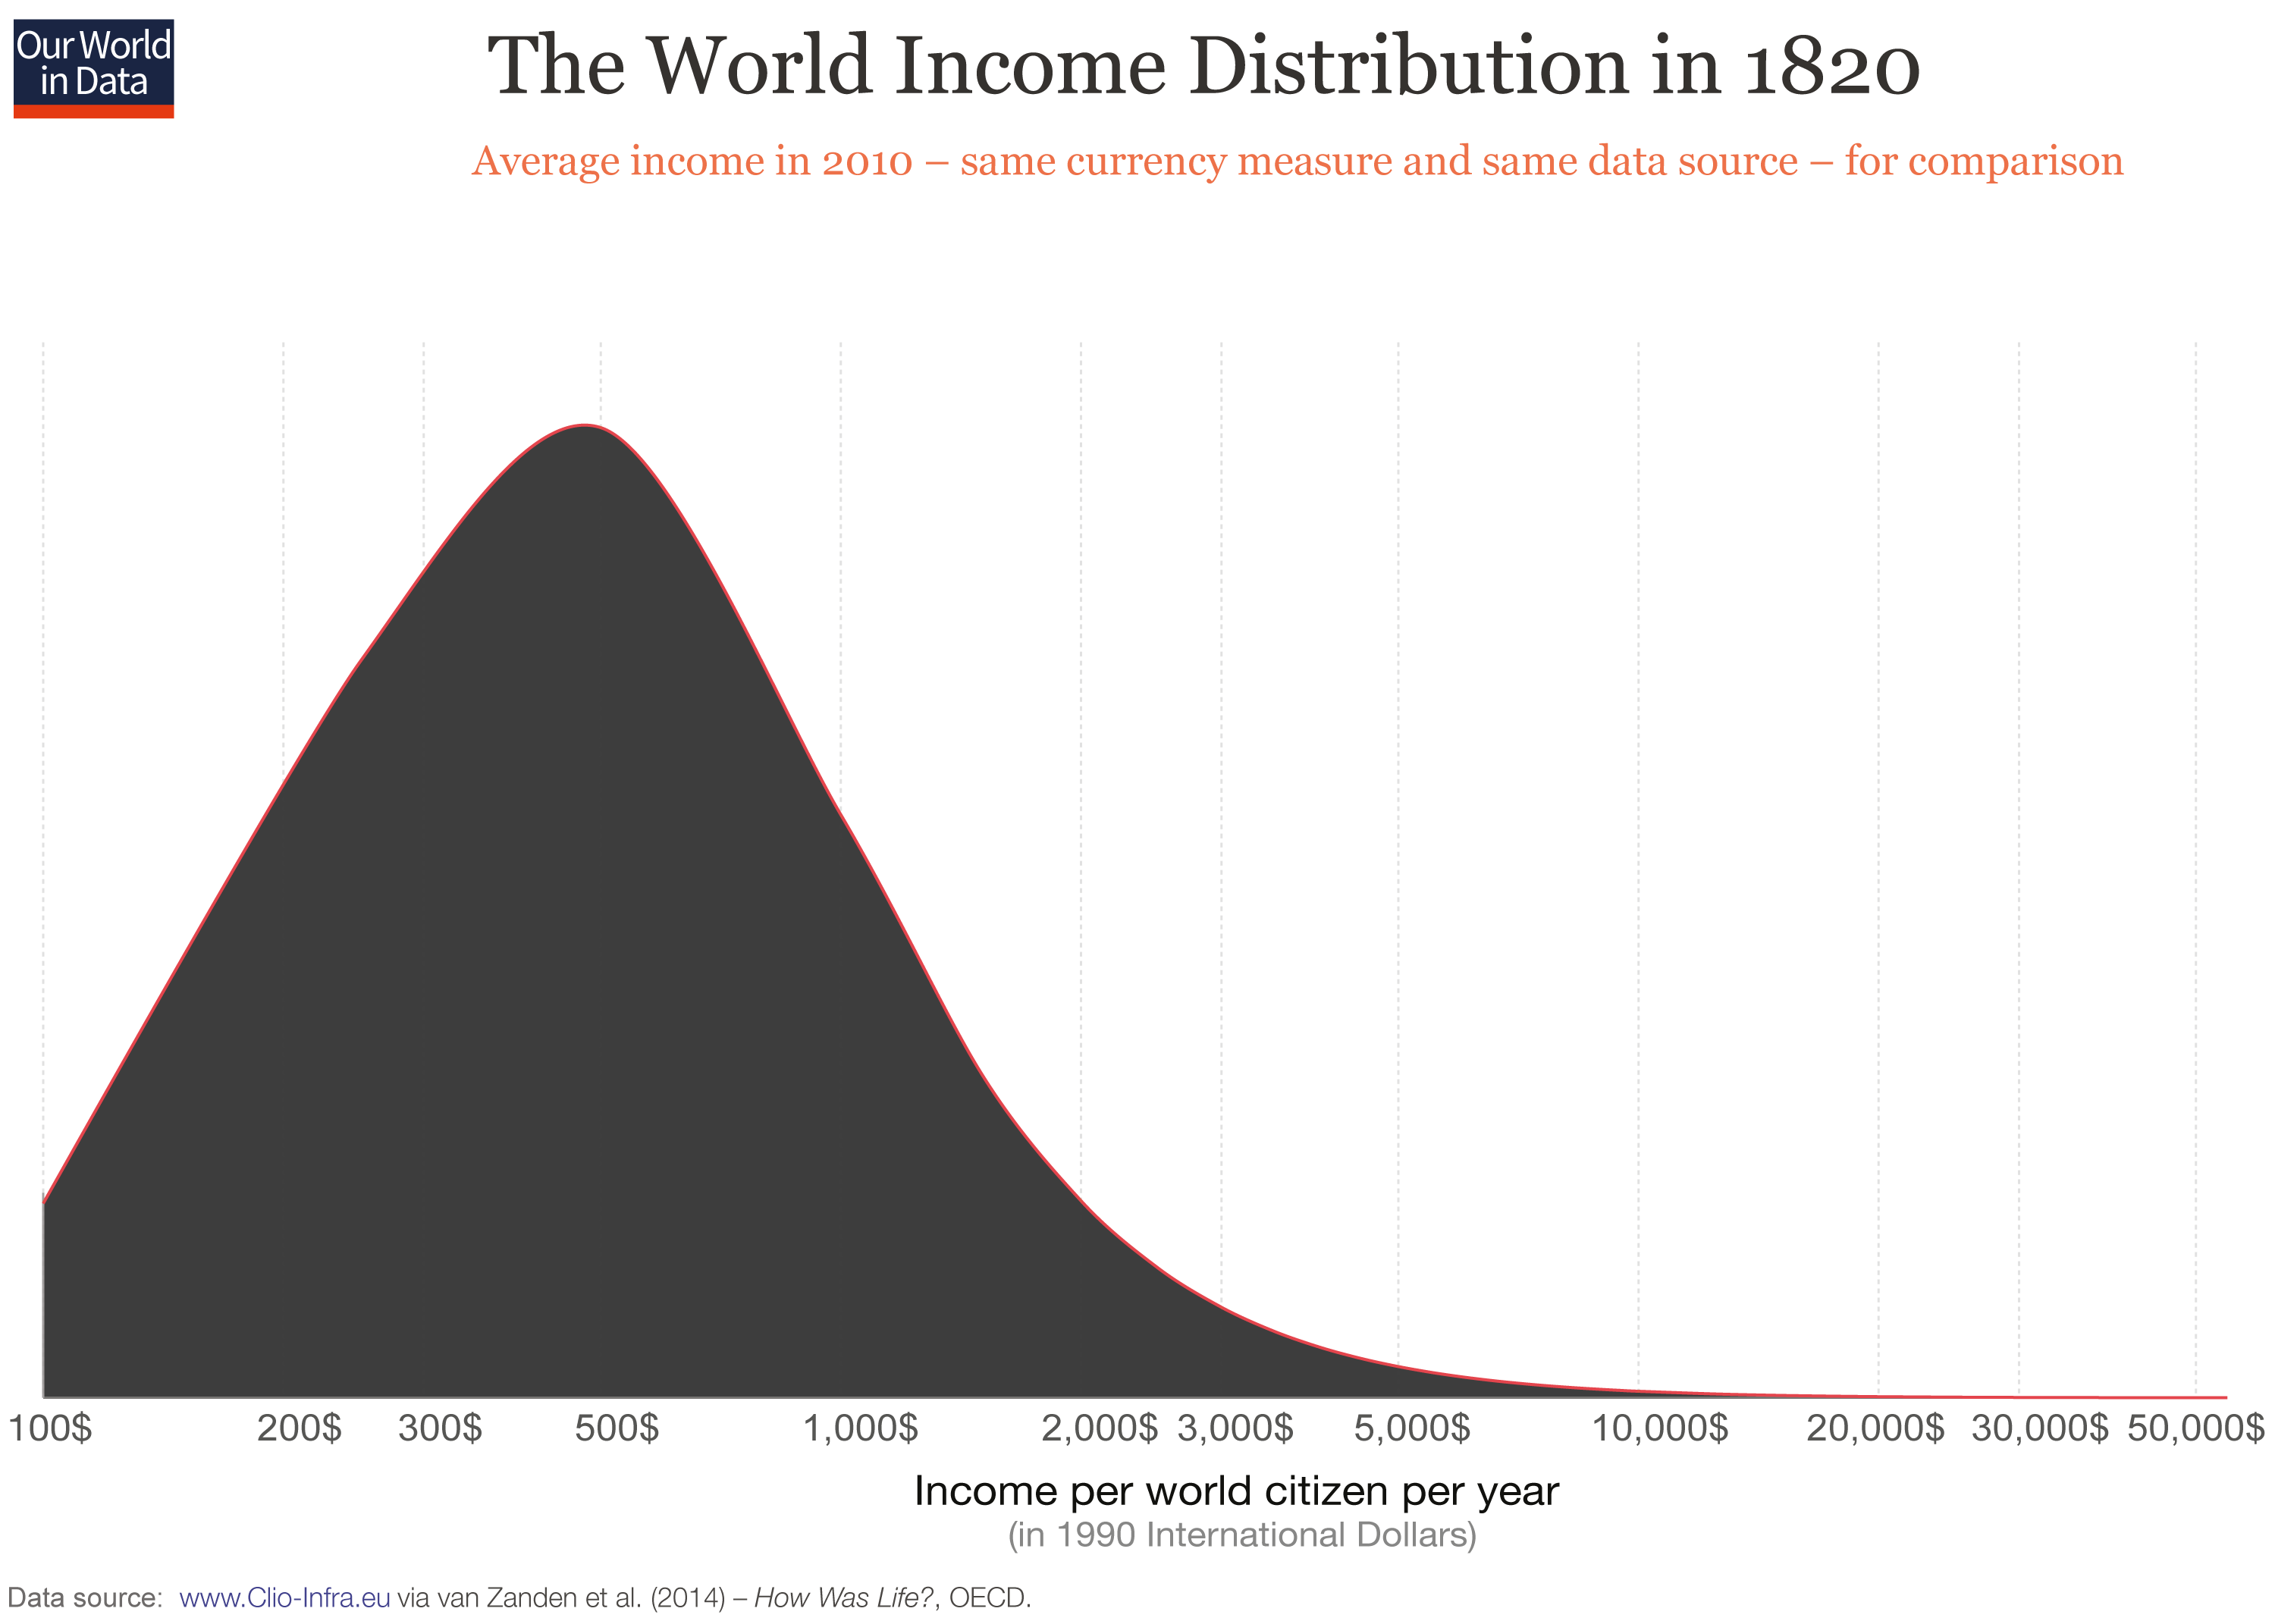 Our World
in Data
The World Income Distribution in 1820
Average income in 2010 – same currency measure and same data source – for comparison
100$ 200$ 300$ 500$ 1,000$ 2,000$ 3,000$ 5,000$ 10,000$ 20,000$ 30,000$ 50,000$
Income per world citizen per year
(in 1990 International Dollars)
Data source: www.Clio-Infra.eu via van Zanden et al. (2014) – How Was Life?, OECD.